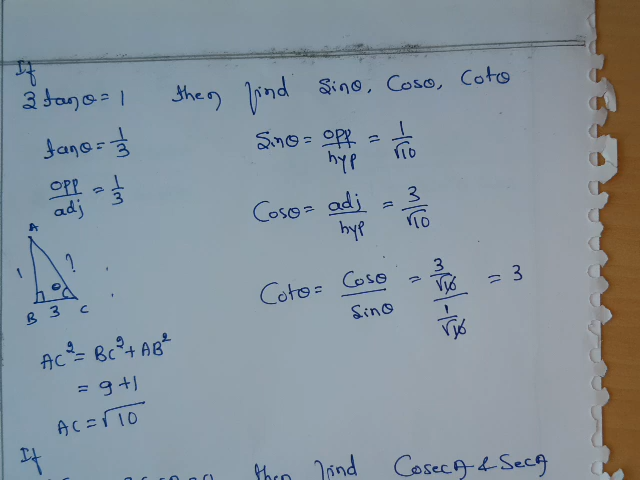 If
3 tanθ = 1 then find Sinθ, Cosθ, Cotθ
tanθ = 1/3
opp/adj = 1/3
A
1 ?
θ
B 3 C
AC² = BC² + AB²
= 9+1
AC = √10
Sinθ = opp/hyp = 1/√10
Cosθ = adj/hyp = 3/√10
Cotθ = Cosθ/Sinθ = (3/√10)/(1/√10) = 3
If
then find CosecA & SecA